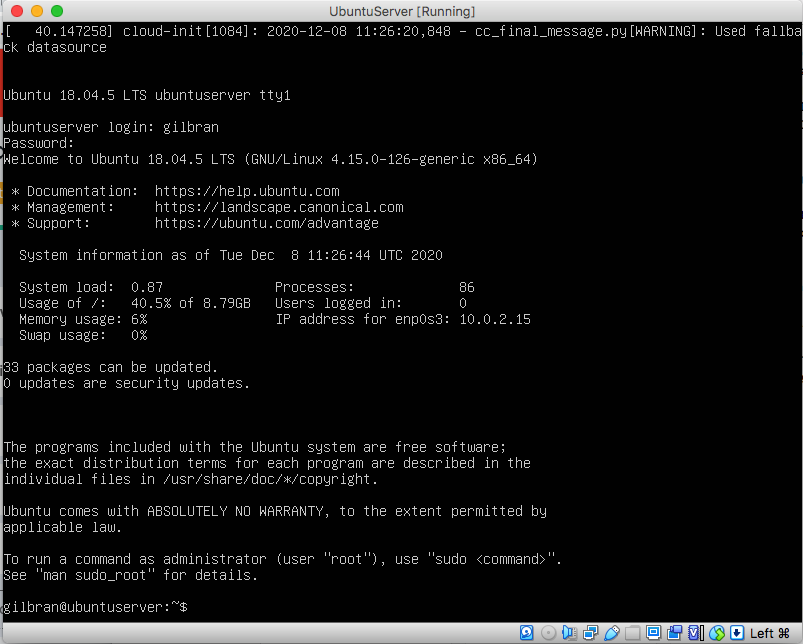 UbuntuServer [Running]
[   40.147258] cloud-init[1084]: 2020-12-08 11:26:20,848 - cc_final_message.py[WARNING]: Used fallba
ck datasource
Ubuntu 18.04.5 LTS ubuntuserver tty1
ubuntuserver login: gilbran
Password:
Welcome to Ubuntu 18.04.5 LTS (GNU/Linux 4.15.0-126-generic x86_64)
 * Documentation:  https://help.ubuntu.com
 * Management:     https://landscape.canonical.com
 * Support:        https://ubuntu.com/advantage
  System information as of Tue Dec  8 11:26:44 UTC 2020
  System load:  0.87              Processes:             86
  Usage of /:   40.5% of 8.79GB   Users logged in:       0
  Memory usage: 6%                IP address for enp0s3: 10.0.2.15
  Swap usage:   0%
33 packages can be updated.
0 updates are security updates.
The programs included with the Ubuntu system are free software;
the exact distribution terms for each program are described in the
individual files in /usr/share/doc/*/copyright.
Ubuntu comes with ABSOLUTELY NO WARRANTY, to the extent permitted by
applicable law.
To run a command as administrator (user "root"), use "sudo <command>".
See "man sudo_root" for details.
gilbran@ubuntuserver:~$
Left ⌘